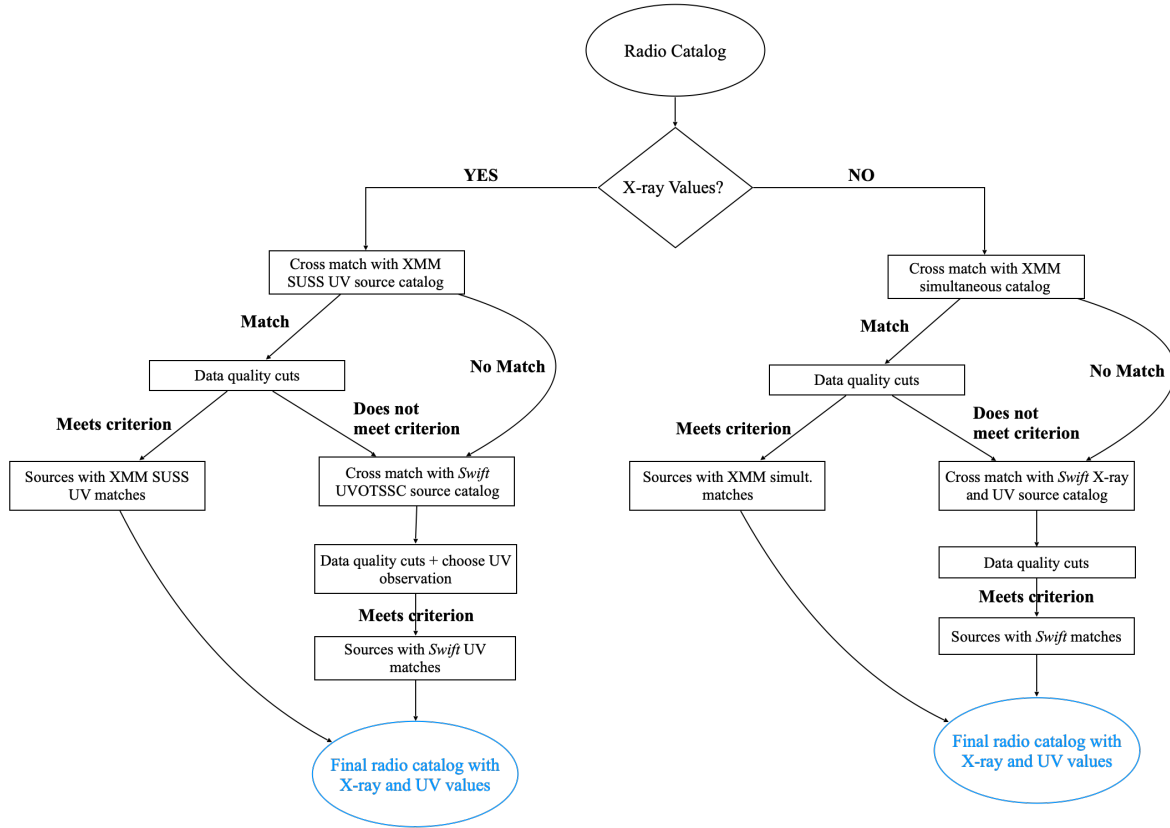 Radio Catalog
X-ray Values?
YES
NO
Cross match with XMM
SUSS UV source catalog
Match
No Match
Data quality cuts
Meets criterion
Does not
meet criterion
Sources with XMM SUSS
UV matches
Cross match with Swift
UVOTSSC source catalog
Data quality cuts + choose UV
observation
Meets criterion
Sources with Swift UV
matches
Final radio catalog with
X-ray and UV values
Cross match with XMM
simultaneous catalog
Match
No Match
Data quality cuts
Meets criterion
Does not
meet criterion
Sources with XMM simult.
matches
Cross match with Swift X-ray
and UV source catalog
Data quality cuts
Meets criterion
Sources with Swift matches
Final radio catalog with
X-ray and UV values